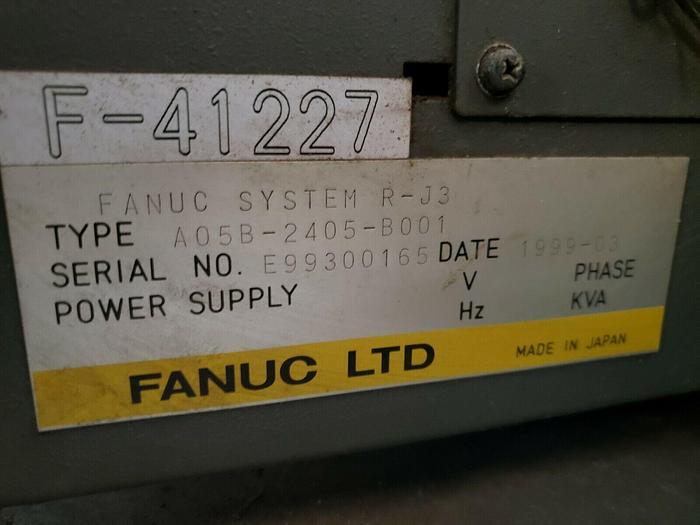 F-41227
FANUC SYSTEM R-J3
TYPE A05B-2405-B001
SERIAL NO. E99300165 DATE 1999-03
POWER SUPPLY V PHASE
Hz KVA
FANUC LTD MADE IN JAPAN